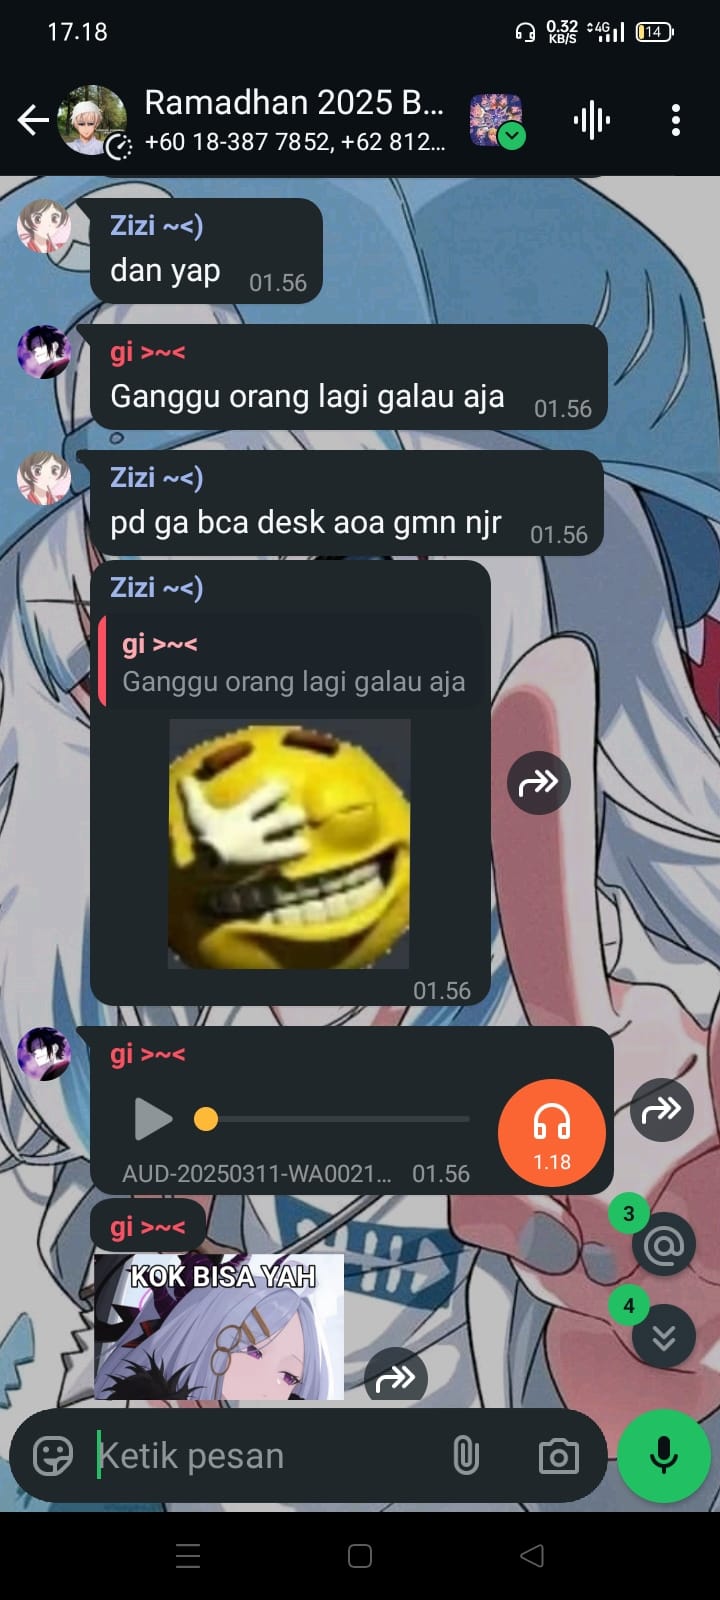 17.18
0.32
KB/S
4G
14
Ramadhan 2025 B...
+60 18-387 7852, +62 812...
Zizi ~<)
dan yap 01.56
gi >~<
Ganggu orang lagi galau aja 01.56
Zizi ~<)
pd ga bca desk aoa gmn njr 01.56
Zizi ~<)
gi >~<
Ganggu orang lagi galau aja
01.56
gi >~<
1.18
AUD-20250311-WA0021... 01.56
gi >~<
3
@
KOK BISA YAH
4
Ketik pesan